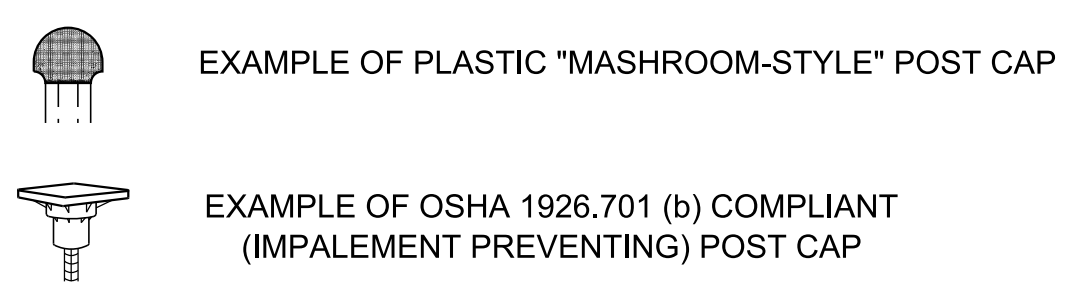 EXAMPLE OF PLASTIC "MASHROOM-STYLE" POST CAP
EXAMPLE OF OSHA 1926.701 (b) COMPLIANT
(IMPALEMENT PREVENTING) POST CAP